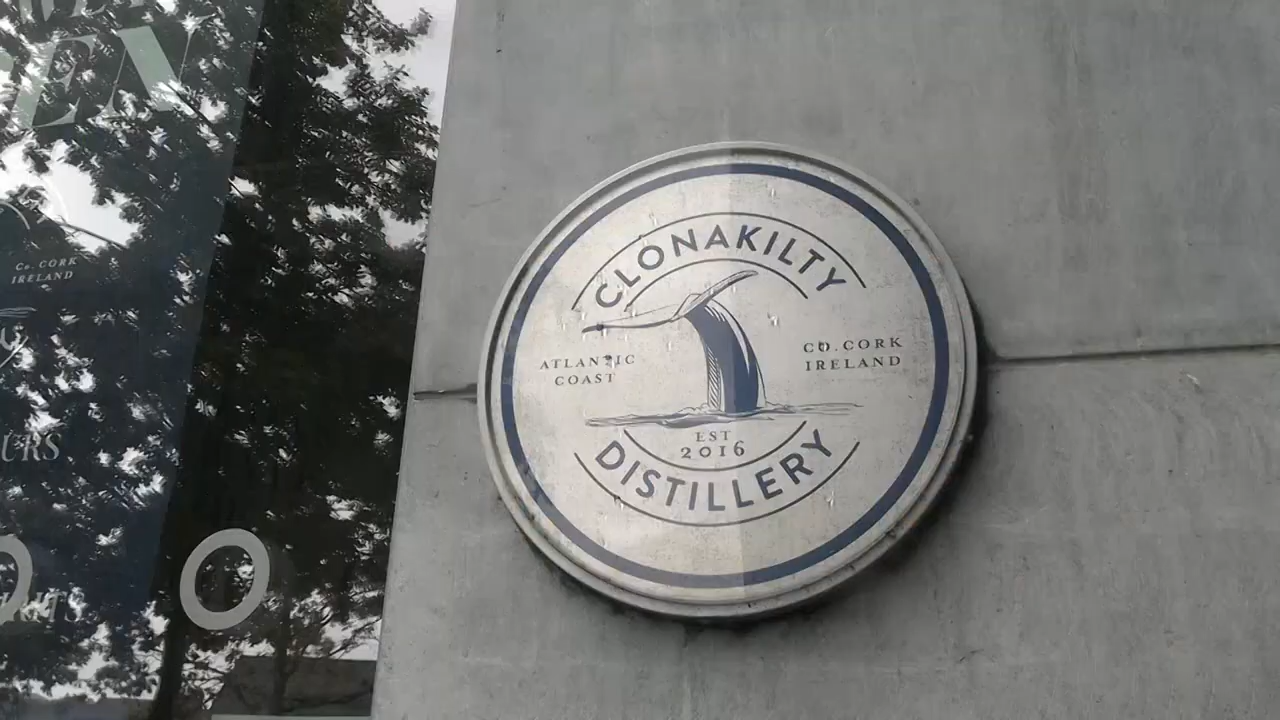 Co. CORK
IRELAND
CLONAKILTY
ATLANTIC
COAST
CO. CORK
IRELAND
EST
2016
DISTILLERY